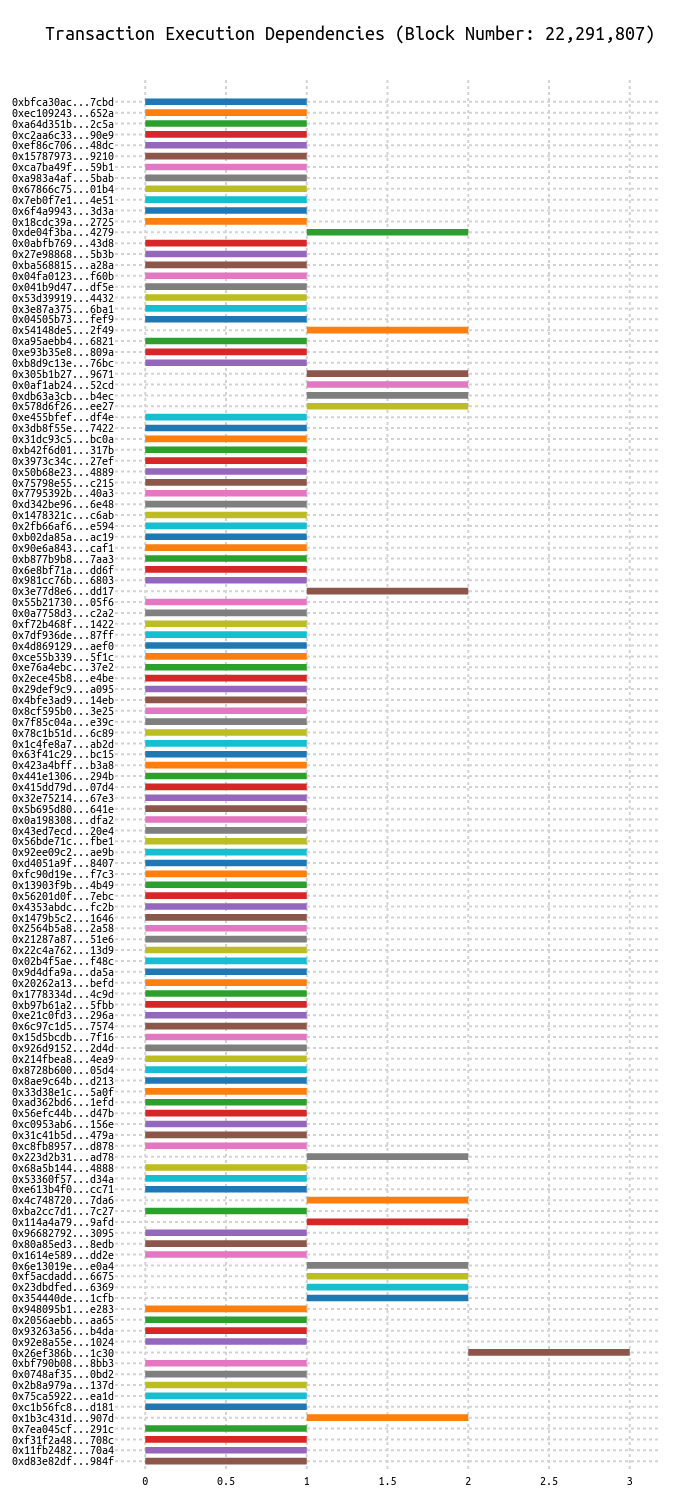 Transaction Execution Dependencies (Block Number: 22,291,807)
0xbfca30ac...7cbd
0xec109243...652a
0xa64d351b...2c5a
0xc2aa6c33...90e9
0xef86c706...48dc
0x15787973...9210
0xca7ba49f...59b1
0xa983a4af...5bab
0x67866c75...01b4
0x7eb0f7e1...4e51
0x6f4a9943...3d3a
0x18cdc39a...2725
0xde04f3ba...4279
0x0abfb769...43d8
0x27e98868...5b3b
0xba568815...a28a
0x04fa0123...f60b
0x041b9d47...df5e
0x53d39919...4432
0x3e87a375...6ba1
0x04505b73...fef9
0x54148de5...2f49
0xa95aebb4...6821
0xe93b35e8...809a
0xb8d9c13e...76bc
0x305b1b27...9671
0x0af1ab24...52cd
0xdb63a3cb...b4ec
0x578d6f26...ee27
0xe455bfef...df4e
0x3db8f55e...7422
0x31dc93c5...bc0a
0xb42f6d01...317b
0x3973c34c...27ef
0x50b68e23...4889
0x75798e55...c215
0x7795392b...40a3
0xd342be96...6e48
0x1478321c...c6ab
0x2fb66af6...e594
0xb02da85a...ac19
0x90e6a843...caf1
0xb877b9b8...7aa3
0x6e8bf71a...dd6f
0x981cc76b...6803
0x3e77d8e6...dd17
0x55b21730...05f6
0x0a7758d3...c2a2
0xf72b468f...1422
0x7df936de...87ff
0x4d869129...aef0
0xce55b339...5f1c
0xe76a4ebc...37e2
0x2ece45b8...e4be
0x29def9c9...a095
0x4bfe3ad9...14eb
0x8cf595b0...3e25
0x7f85c04a...e39c
0x78c1b51d...6c89
0x1c4fe8a7...ab2d
0x63f41c29...bc15
0x423a4bff...b3a8
0x441e1306...294b
0x415dd79d...07d4
0x32e75214...67e3
0x5b695d80...641e
0x0a198308...dfa2
0x43ed7ecd...20e4
0x56bde71c...fbe1
0x92ee09c2...ae9b
0xd4051a9f...8407
0xfc90d19e...f7c3
0x13903f9b...4b49
0x56201d0f...7ebc
0x4353abdc...fc2b
0x1479b5c2...1646
0x2564b5a8...2a58
0x21287a87...51e6
0x22c4a762...13d9
0x02b4f5ae...f48c
0x9d4dfa9a...da5a
0x20262a13...befd
0x1778334d...4c9d
0xb97b61a2...5fbb
0xe21c0fd3...296a
0x6c97c1d5...7574
0x15d5bcdb...7f16
0x926d9152...2d4d
0x214fbea8...4ea9
0x8728b600...05d4
0x8ae9c64b...d213
0x33d38e1c...5a0f
0xad362bd6...1efd
0x56efc44b...d47b
0xc0953ab6...156e
0x31c41b5d...479a
0xc8fb8957...d878
0x223d2b31...ad78
0x68a5b144...4888
0x53360f57...d34a
0xe613b4f0...cc71
0x4c748720...7da6
0xba2cc7d1...7c27
0x114a4a79...9afd
0x96682792...3095
0x80a85ed3...8edb
0x1614e589...dd2e
0x6e13019e...e0a4
0xf5acdadd...6675
0x23dbdfed...6369
0x354440de...1cfb
0x948095b1...e283
0x2056aebb...aa65
0x93263a56...b4da
0x92e8a55e...1024
0x26ef386b...1c30
0xbf790b08...8bb3
0x0748af35...0bd2
0x2b8a979a...137d
0x75ca5922...ea1d
0xc1b56fc8...d181
0x1b3c431d...907d
0x7ea045cf...291c
0xf31f2a48...708c
0x11fb2482...70a4
0xd83e82df...984f
0 0.5 1 1.5 2 2.5 3